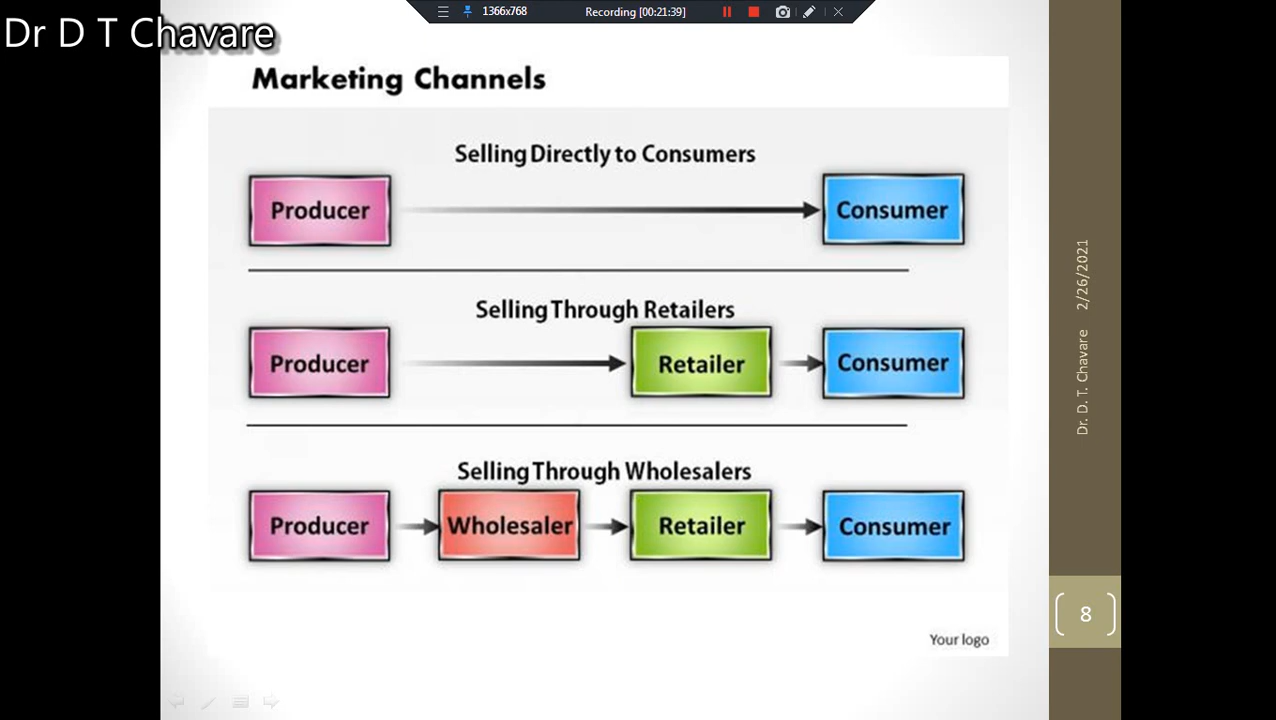 1366x768
Recording [00:21:39]
Dr D T Chavare
Marketing Channels
Selling Directly to Consumers
Producer
Consumer
Selling Through Retailers
Producer
Retailer
Consumer
Selling Through Wholesalers
Producer
Wholesaler
Retailer
Consumer
Your logo
2/26/2021
Dr. D. T. Chavare
8